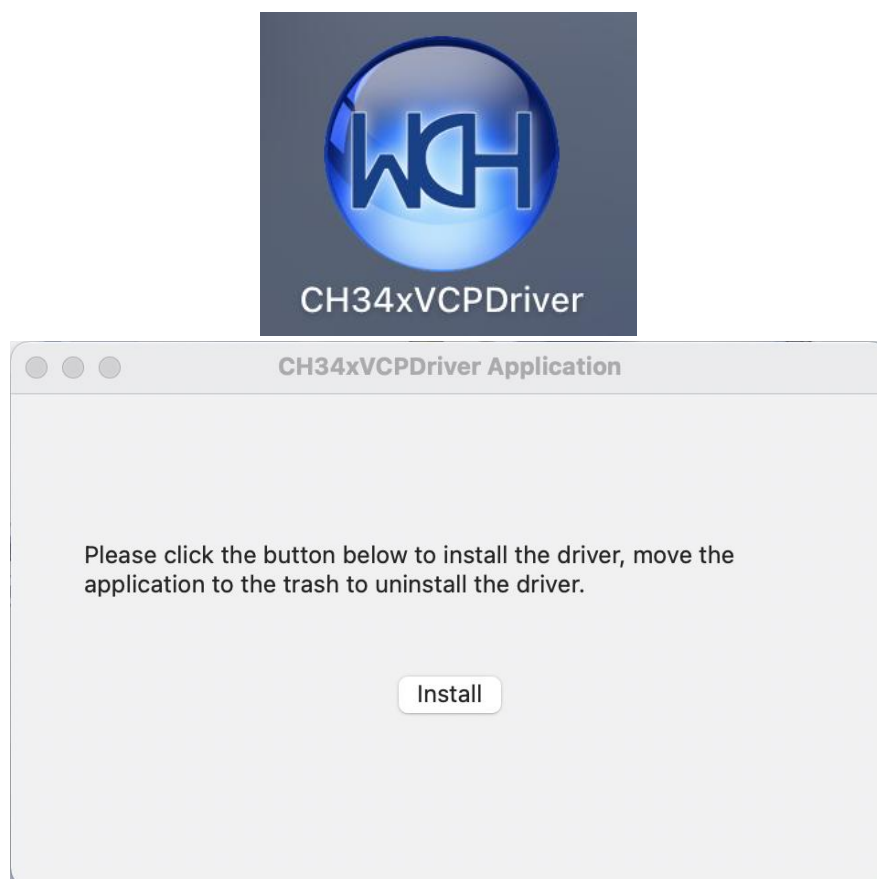 WCH
CH34xVCPDriver
CH34xVCPDriver Application
Please click the button below to install the driver, move the
application to the trash to uninstall the driver.
Install